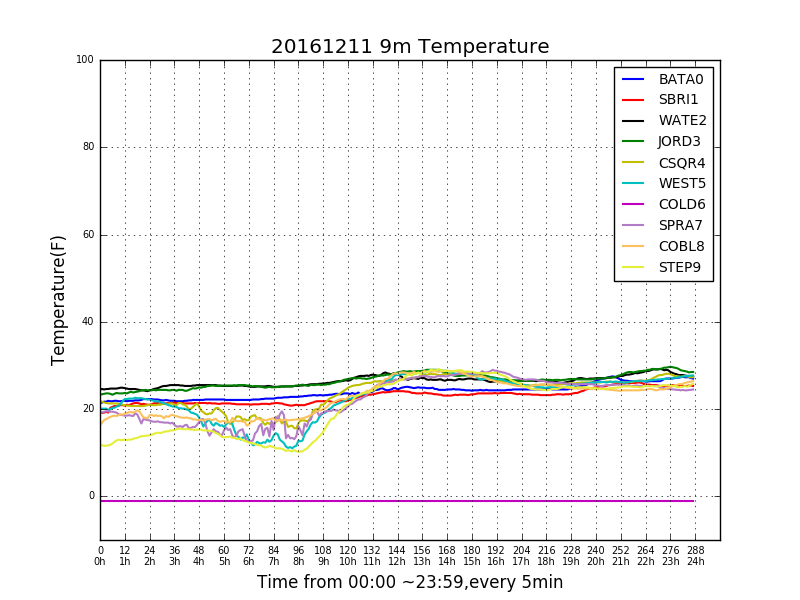 20161211 9m Temperature
100
80
60
40
20
0
Temperature(F)
BATA0
SBRI1
WATE2
JORD3
CSQR4
WEST5
COLD6
SPRA7
COBL8
STEP9
0 12 24 36 48 60 72 84 96 108 120 132 144 156 168 180 192 204 216 228 240 252 264 276 288
0h 1h 2h 3h 4h 5h 6h 7h 8h 9h 10h 11h 12h 13h 14h 15h 16h 17h 18h 19h 20h 21h 22h 23h 24h
Time from 00:00 ~23:59,every 5min